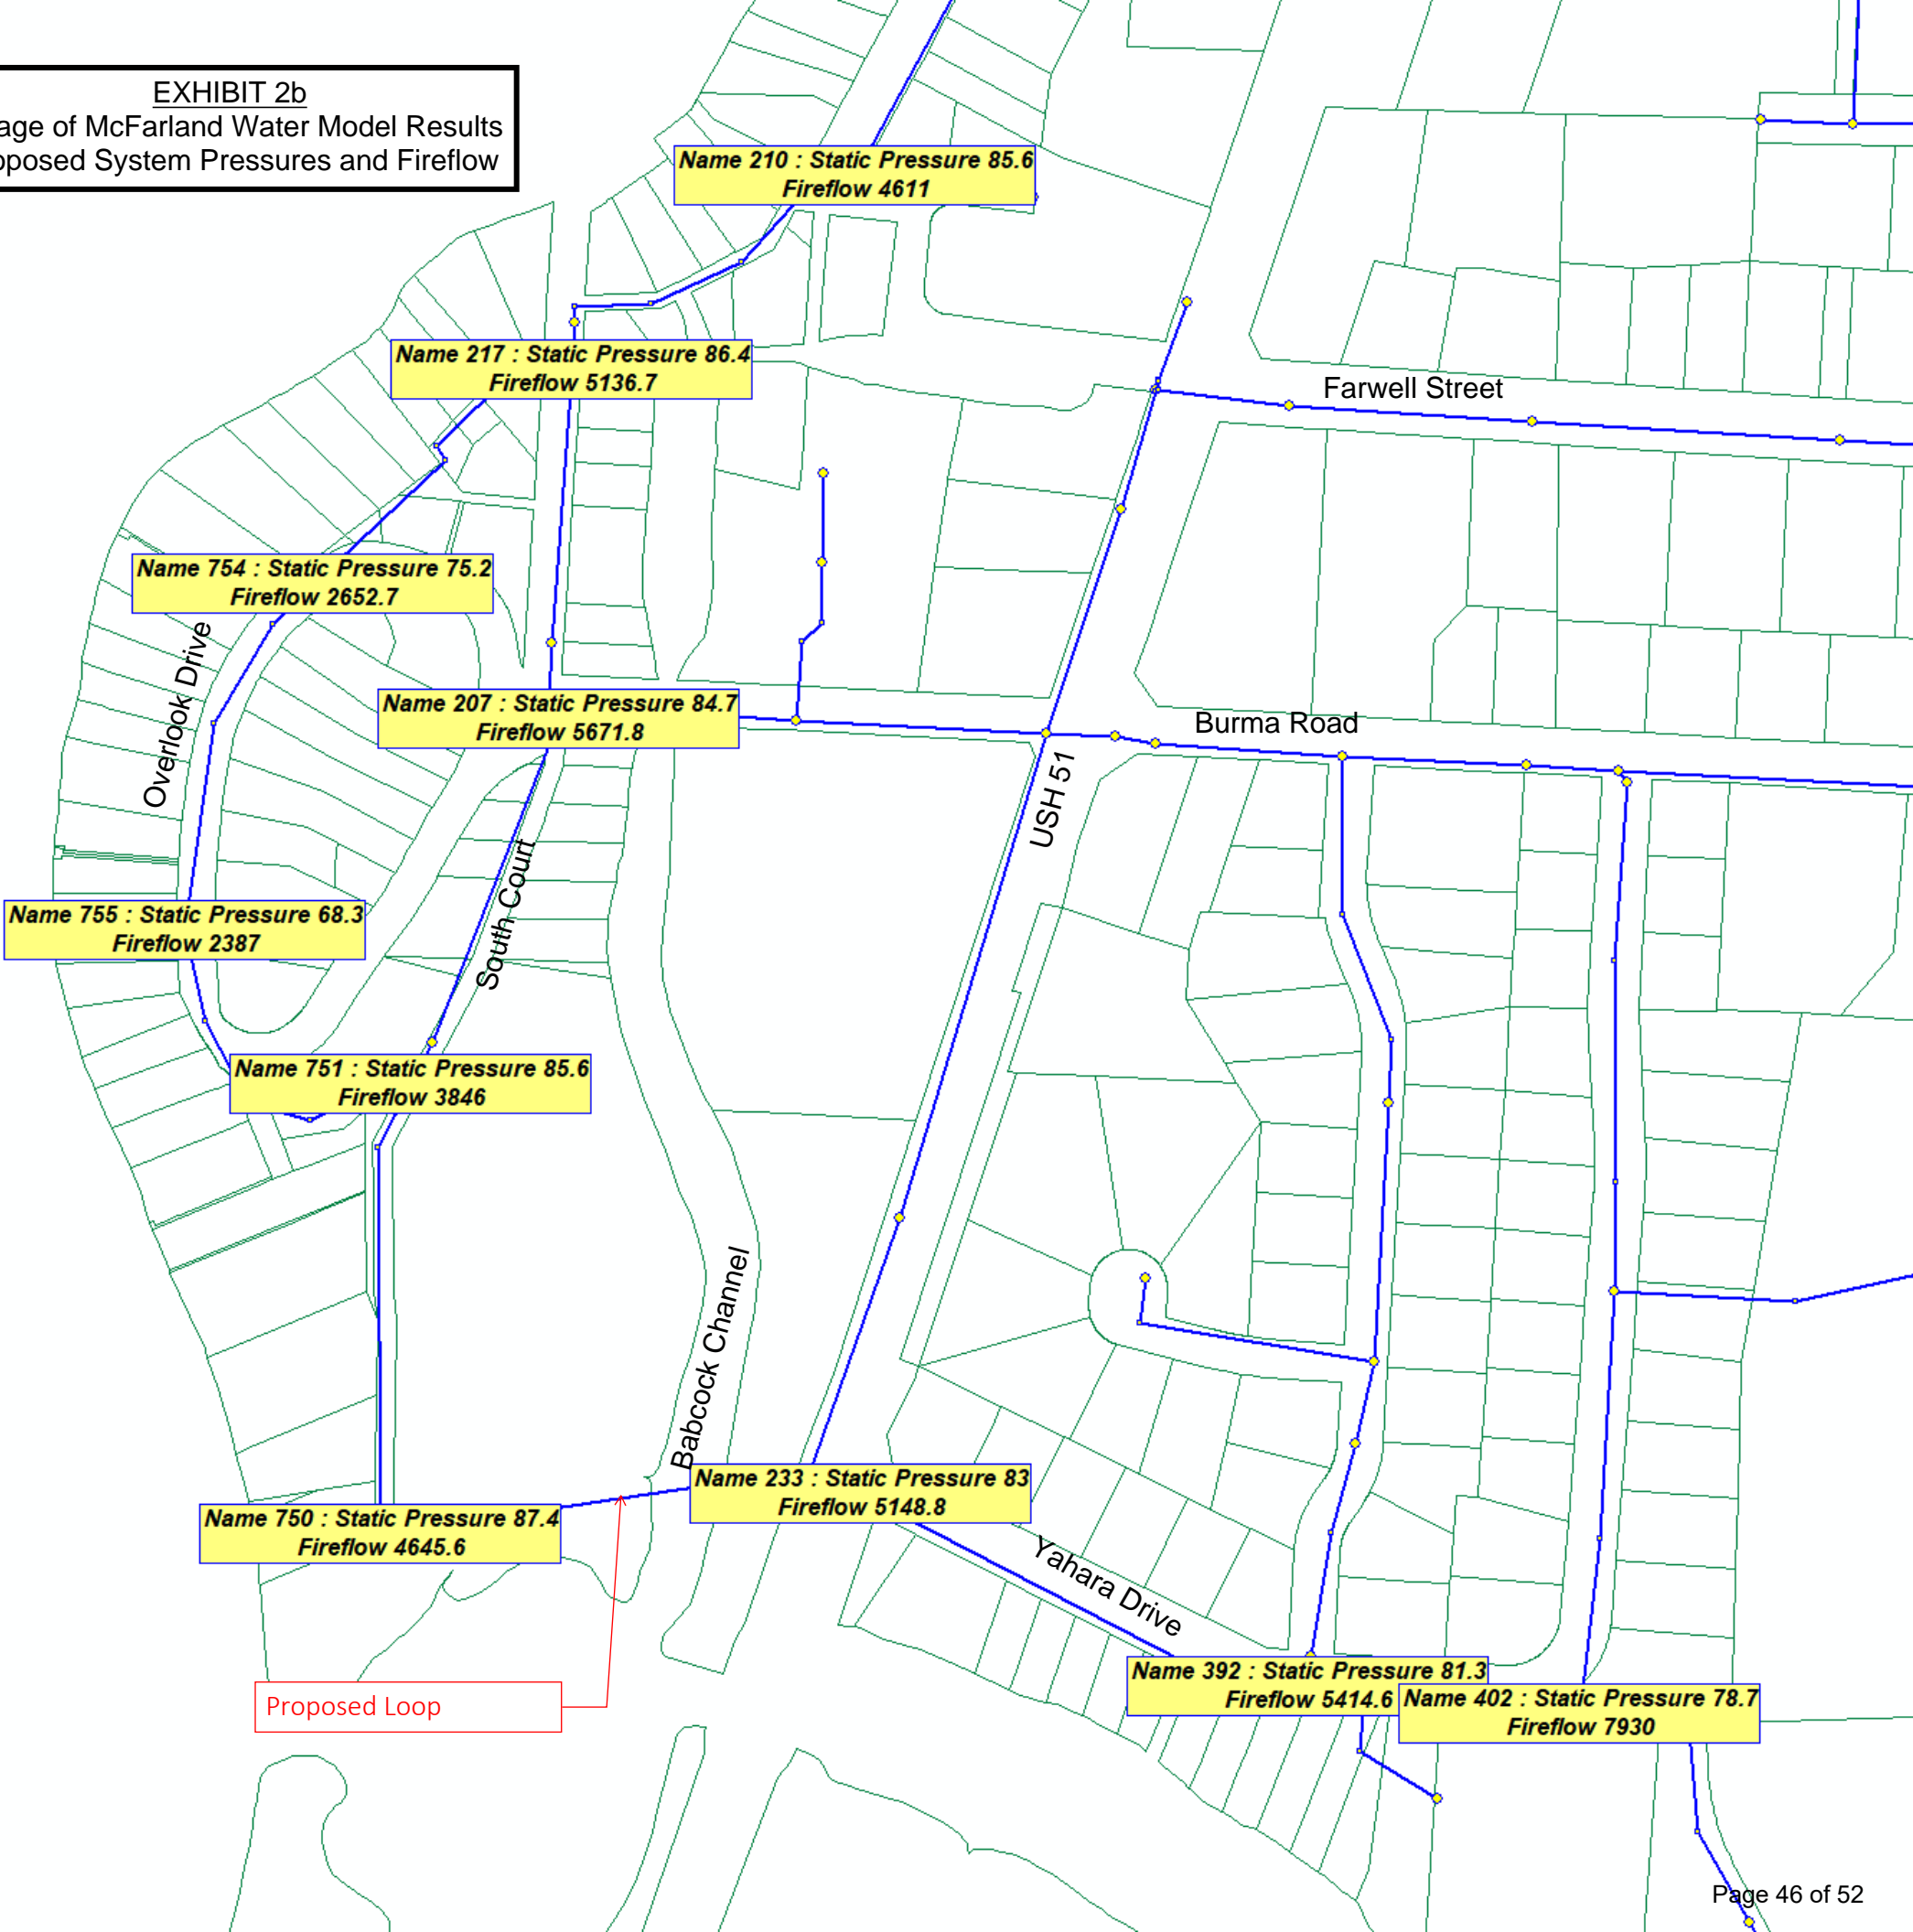 EXHIBIT 2b
age of McFarland Water Model Results
posed System Pressures and Fireflow
Name 210 : Static Pressure 85.6
Fireflow 4611
Name 217 : Static Pressure 86.4
Fireflow 5136.7
Farwell Street
Name 754 : Static Pressure 75.2
Fireflow 2652.7
Overlook Drive
Name 207 : Static Pressure 84.7
Fireflow 5671.8
Burma Road
USH 51
South Court
Name 755 : Static Pressure 68.3
Fireflow 2387
Name 751 : Static Pressure 85.6
Fireflow 3846
Babcock Channel
Name 233 : Static Pressure 83
Fireflow 5148.8
Name 750 : Static Pressure 87.4
Fireflow 4645.6
Yahara Drive
Name 392 : Static Pressure 81.3
Fireflow 5414.6
Name 402 : Static Pressure 78.7
Fireflow 7930
Proposed Loop
Page 46 of 52